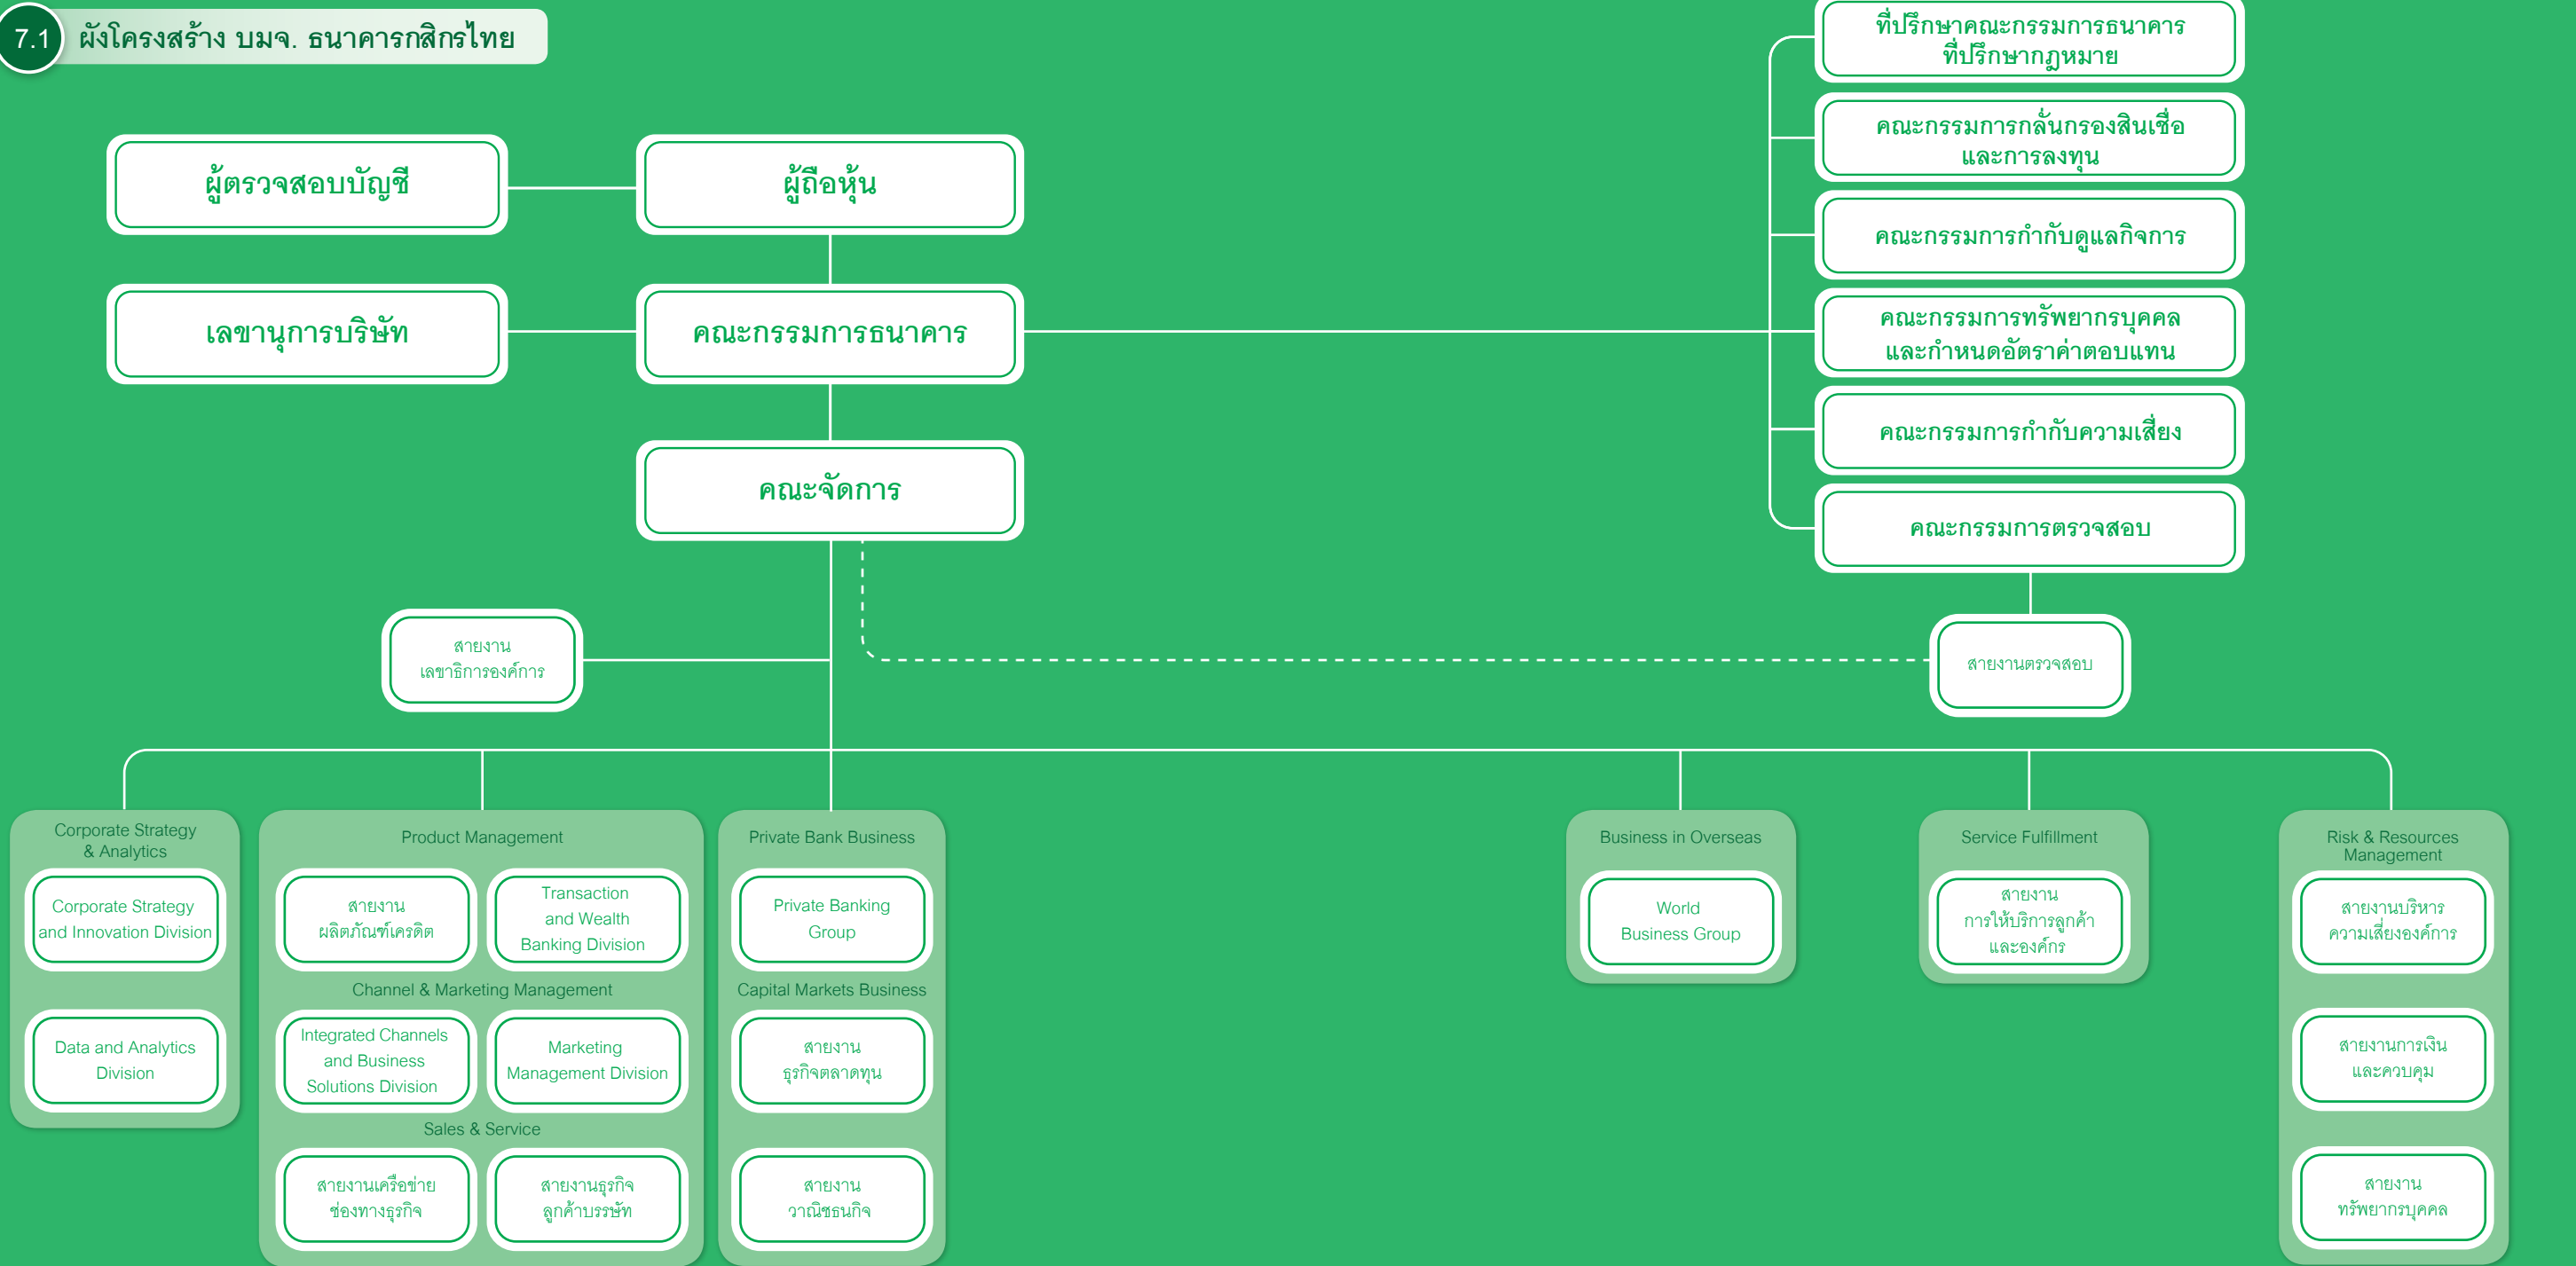 7.1 ผังโครงสร้าง บมจ. ธนาคารกสิกรไทย
ที่ปรึกษาคณะกรรมการธนาคาร
ที่ปรึกษากฎหมาย
คณะกรรมการกลั่นกรองสินเชื่อ
และการลงทุน
ผู้ตรวจสอบบัญชี
ผู้ถือหุ้น
คณะกรรมการกำกับดูแลกิจการ
เลขานุการบริษัท
คณะกรรมการธนาคาร
คณะกรรมการทรัพยากรบุคคล
และกำหนดอัตราค่าตอบแทน
คณะกรรมการกำกับความเสี่ยง
คณะจัดการ
คณะกรรมการตรวจสอบ
สายงาน
เลขาธิการองค์การ
สายงานตรวจสอบ
Corporate Strategy
& Analytics
Corporate Strategy
and Innovation Division
Data and Analytics
Division
Product Management
สายงาน
ผลิตภัณฑ์เครดิต
Transaction
and Wealth
Banking Division
Channel & Marketing Management
Integrated Channels
and Business
Solutions Division
Marketing
Management Division
Sales & Service
สายงานเครือข่าย
ช่องทางธุรกิจ
สายงานธุรกิจ
ลูกค้าบรรษัท
Private Bank Business
Private Banking
Group
Capital Markets Business
สายงาน
ธุรกิจตลาดทุน
สายงาน
วาณิชธนกิจ
Business in Overseas
World
Business Group
Service Fulfillment
สายงาน
การให้บริการลูกค้า
และองค์กร
Risk & Resources
Management
สายงานบริหาร
ความเสี่ยงองค์การ
สายงานการเงิน
และควบคุม
สายงาน
ทรัพยากรบุคคล